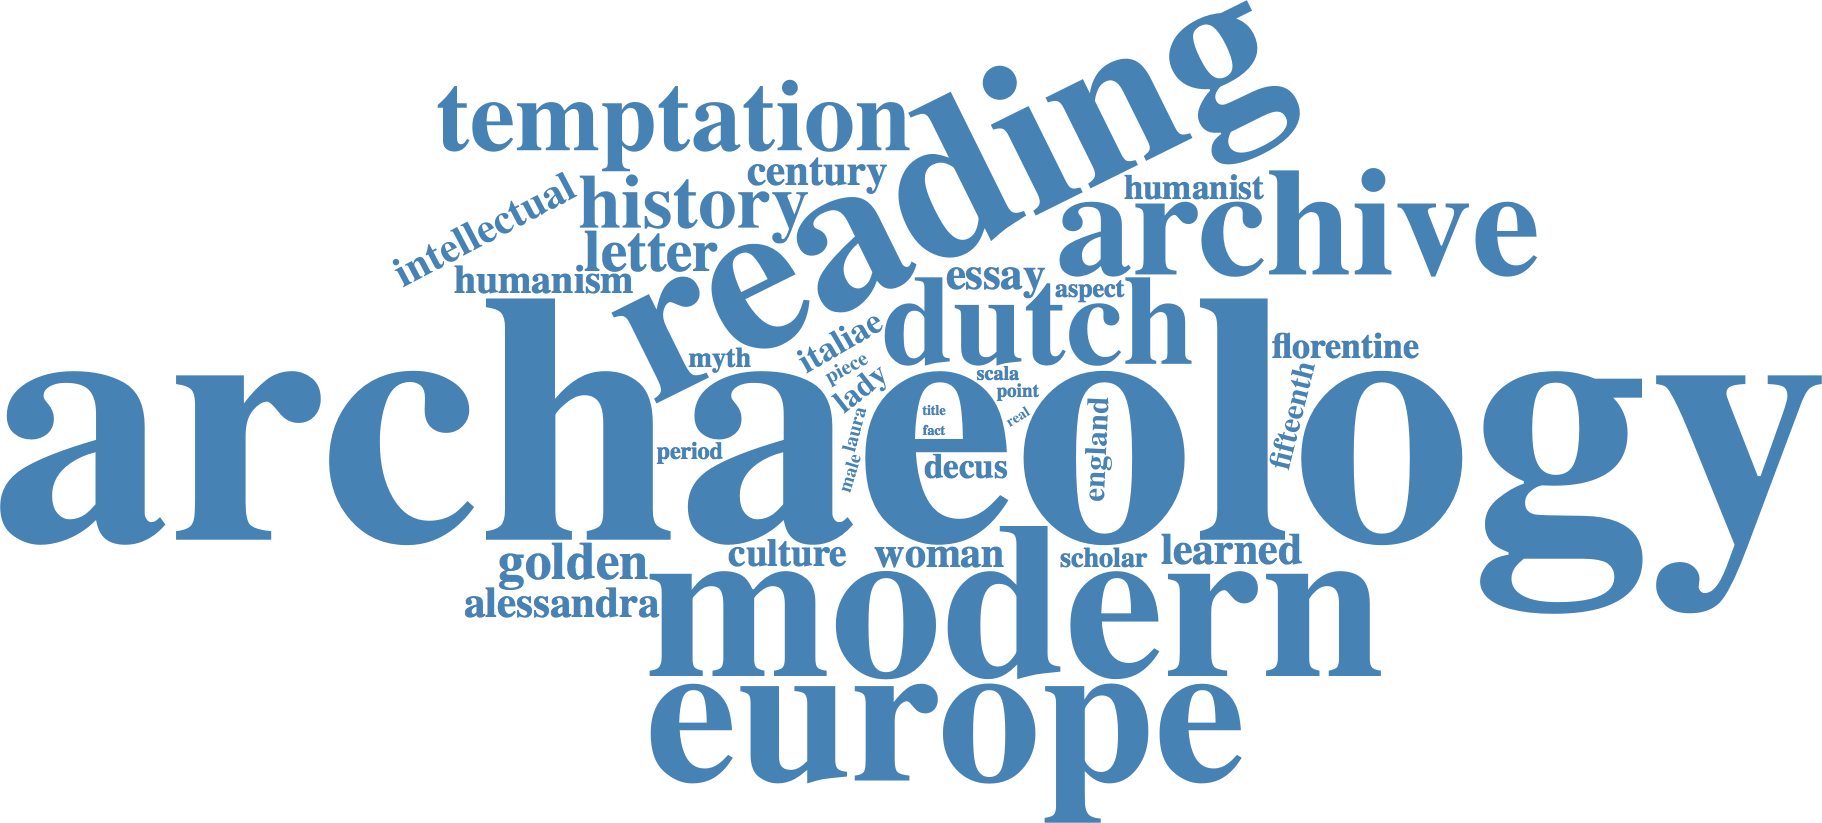 reading
temptation
century
humanist
archive
intellectual
history
letter
humanism
essay
aspect
dutch
archaeology
italiae
florentine
myth
piece
lady
scala
point
title
real
fact
laura
england
fifteenth
period
male
decus
golden
culture
woman
scholar
learned
alessandra
modern
europe